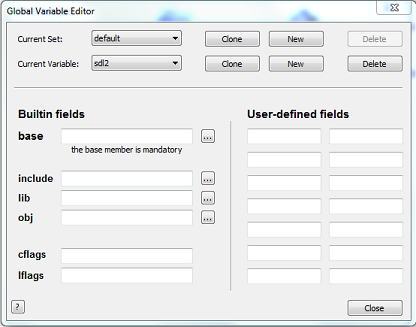 Global Variable Editor
Current Set: default Clone New Delete
Current Variable: sdl2 Clone New Delete
Builtin fields User-defined fields
base ...
the base member is mandatory
include ...
lib ...
obj ...
cflags
lflags
? Close